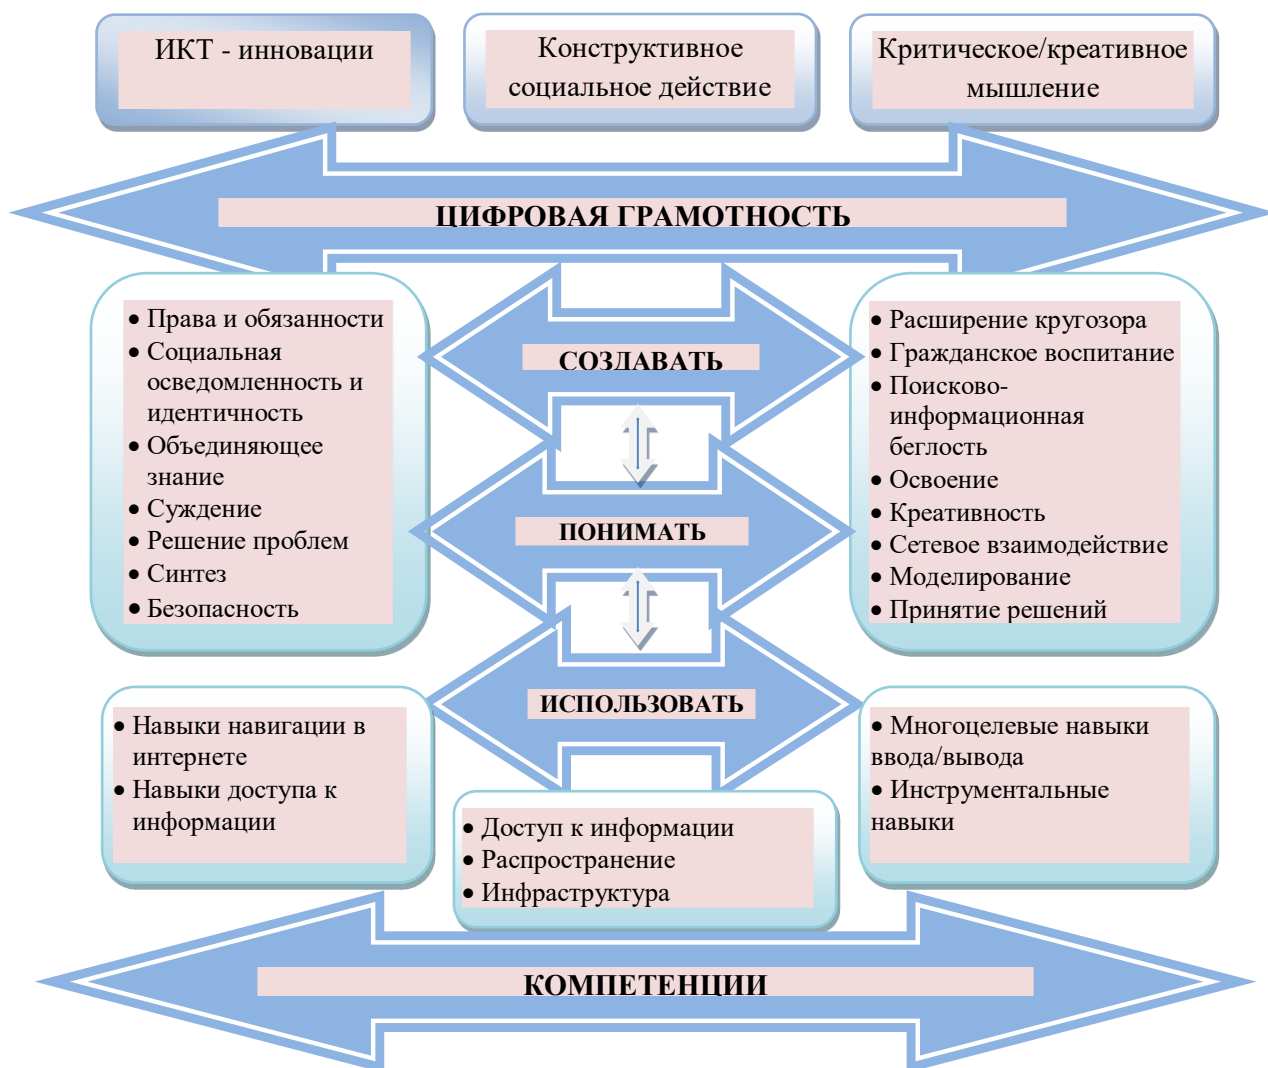 ИКТ - инновации
Конструктивное
социальное действие
Критическое/креативное
мышление
ЦИФРОВАЯ ГРАМОТНОСТЬ
• Права и обязанности
• Социальная
осведомленность и
идентичность
• Объединяющее
знание
• Суждение
• Решение проблем
• Синтез
• Безопасность
СОЗДАВАТЬ
ПОНИМАТЬ
ИСПОЛЬЗОВАТЬ
• Расширение кругозора
• Гражданское воспитание
• Поисково-
информационная
беглость
• Освоение
• Креативность
• Сетевое взаимодействие
• Моделирование
• Принятие решений
• Навыки навигации в
интернете
• Навыки доступа к
информации
• Доступ к информации
• Распространение
• Инфраструктура
• Многоцелевые навыки
ввода/вывода
• Инструментальные
навыки
КОМПЕТЕНЦИИ